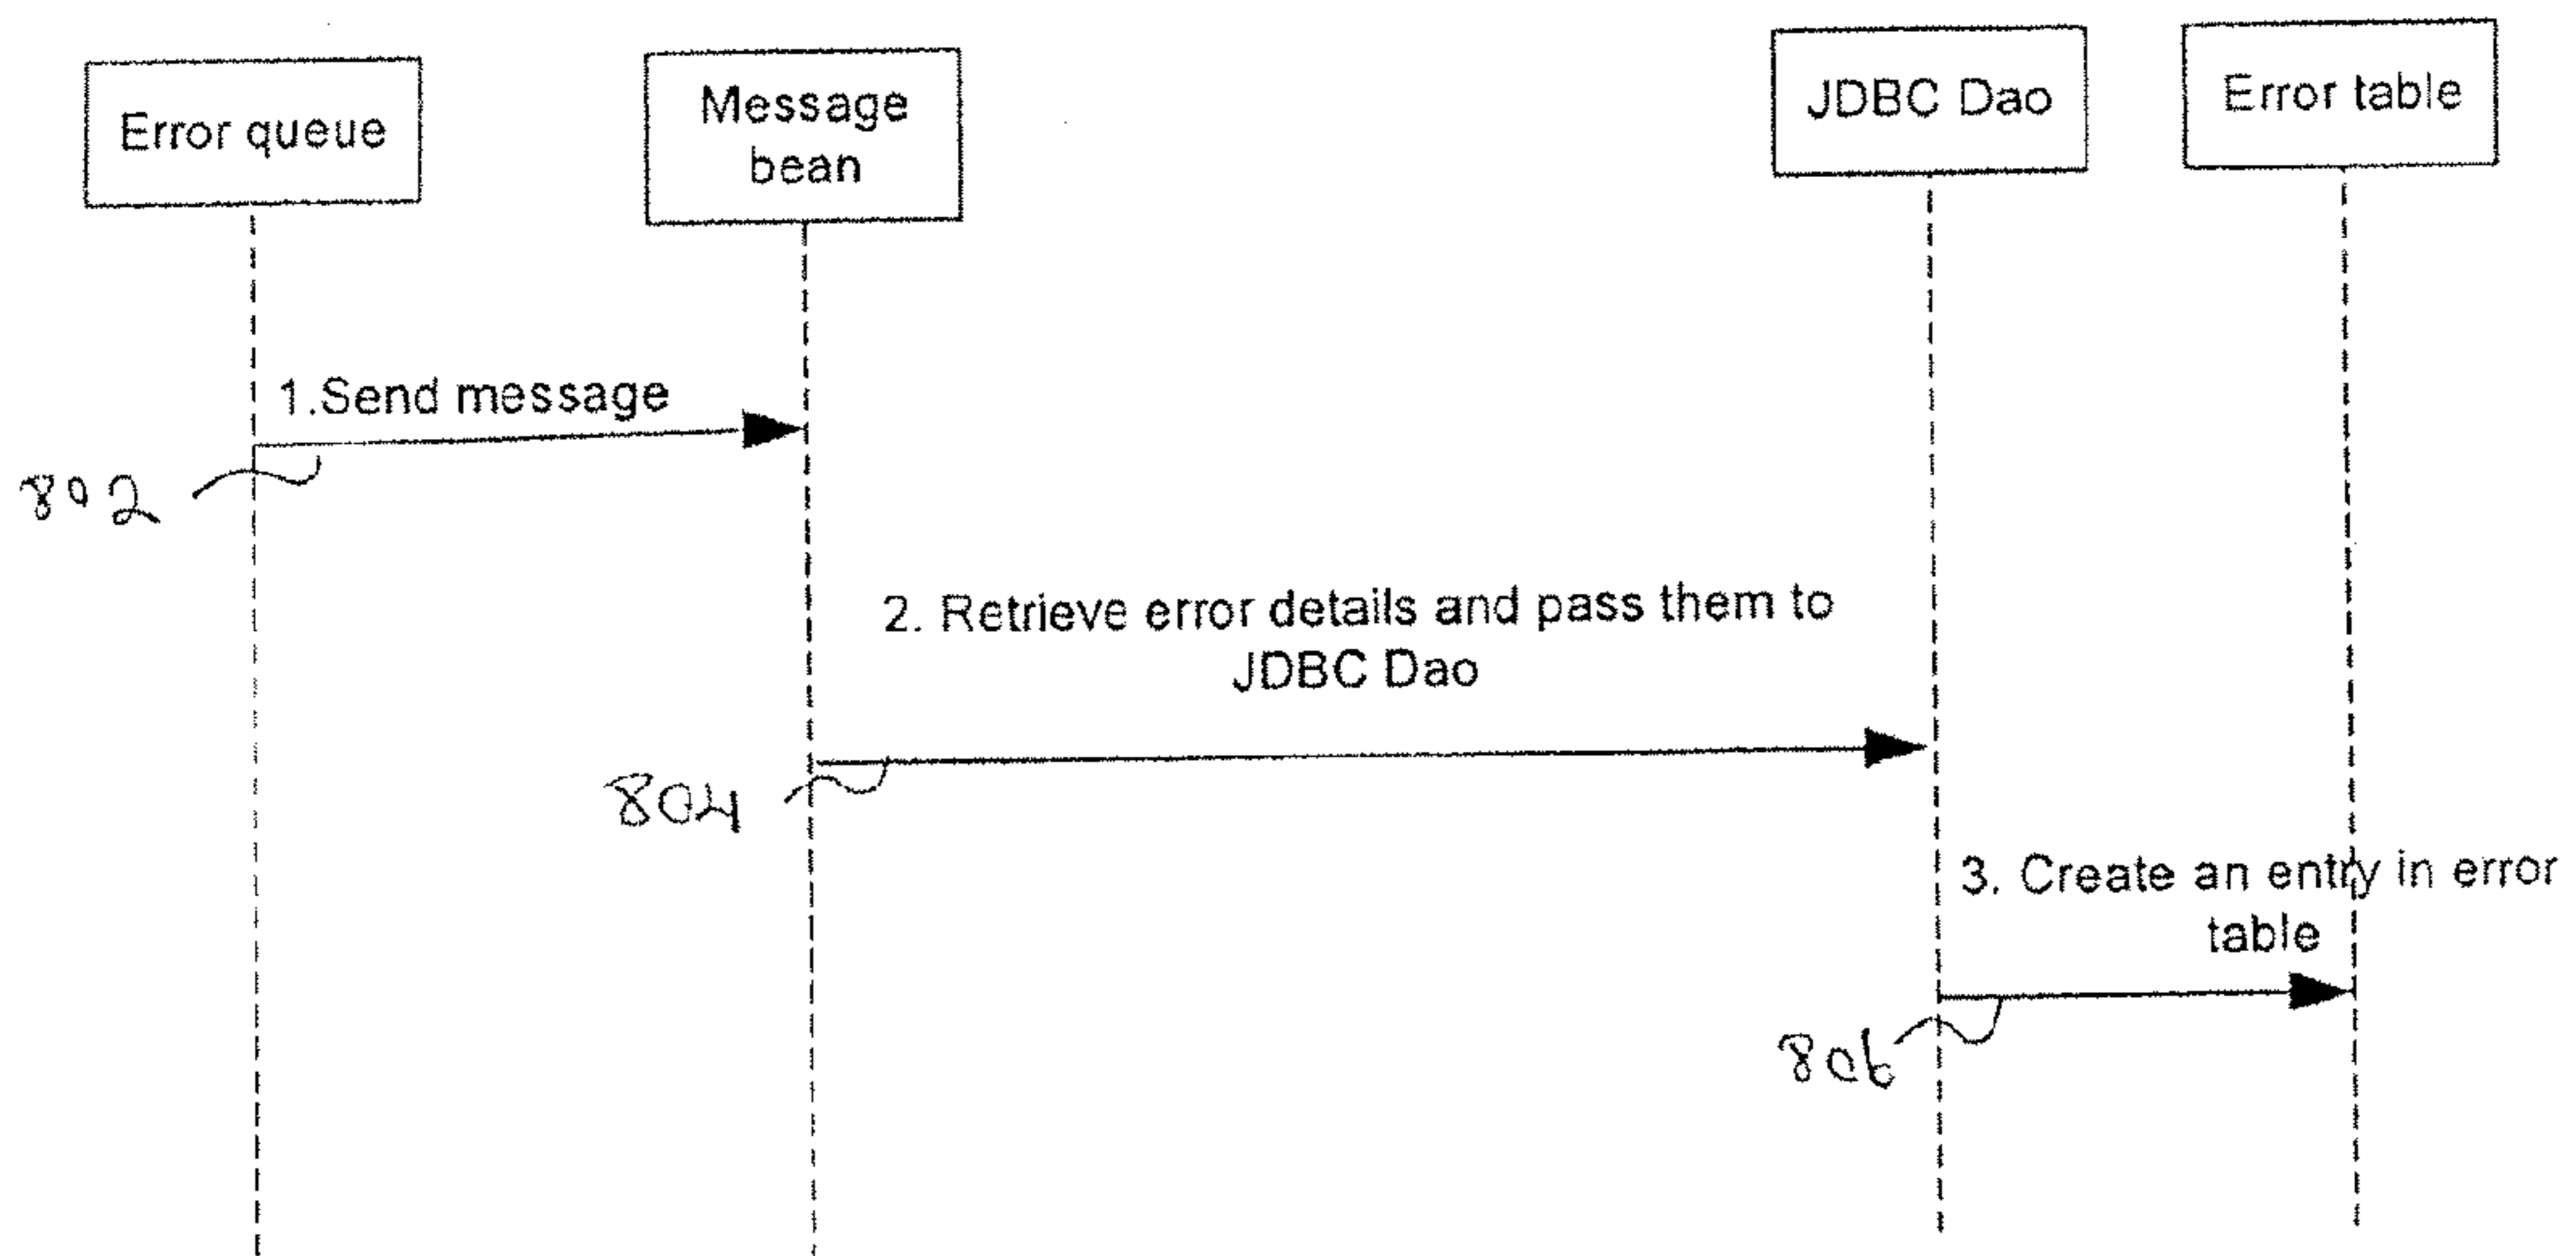 Error queue
Message
bean
JDBC Dao
Error table
1.Send message
802
2. Retrieve error details and pass them to
JDBC Dao
804
3. Create an entry in error
table
806